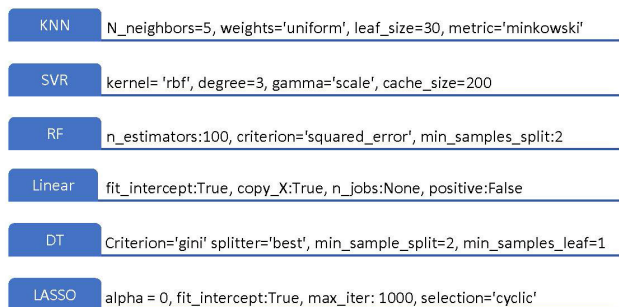 KNN N_neighbors=5, weights='uniform', leaf_size=30, metric='minkowski'
SVR kernel= 'rbf', degree=3, gamma='scale', cache_size=200
RF n_estimators:100, criterion='squared_error', min_samples_split:2
Linear fit_intercept:True, copy_X:True, n_jobs:None, positive:False
DT Criterion='gini' splitter='best', min_sample_split=2, min_samples_leaf=1
LASSO alpha = 0, fit_intercept:True, max_iter: 1000, selection='cyclic'